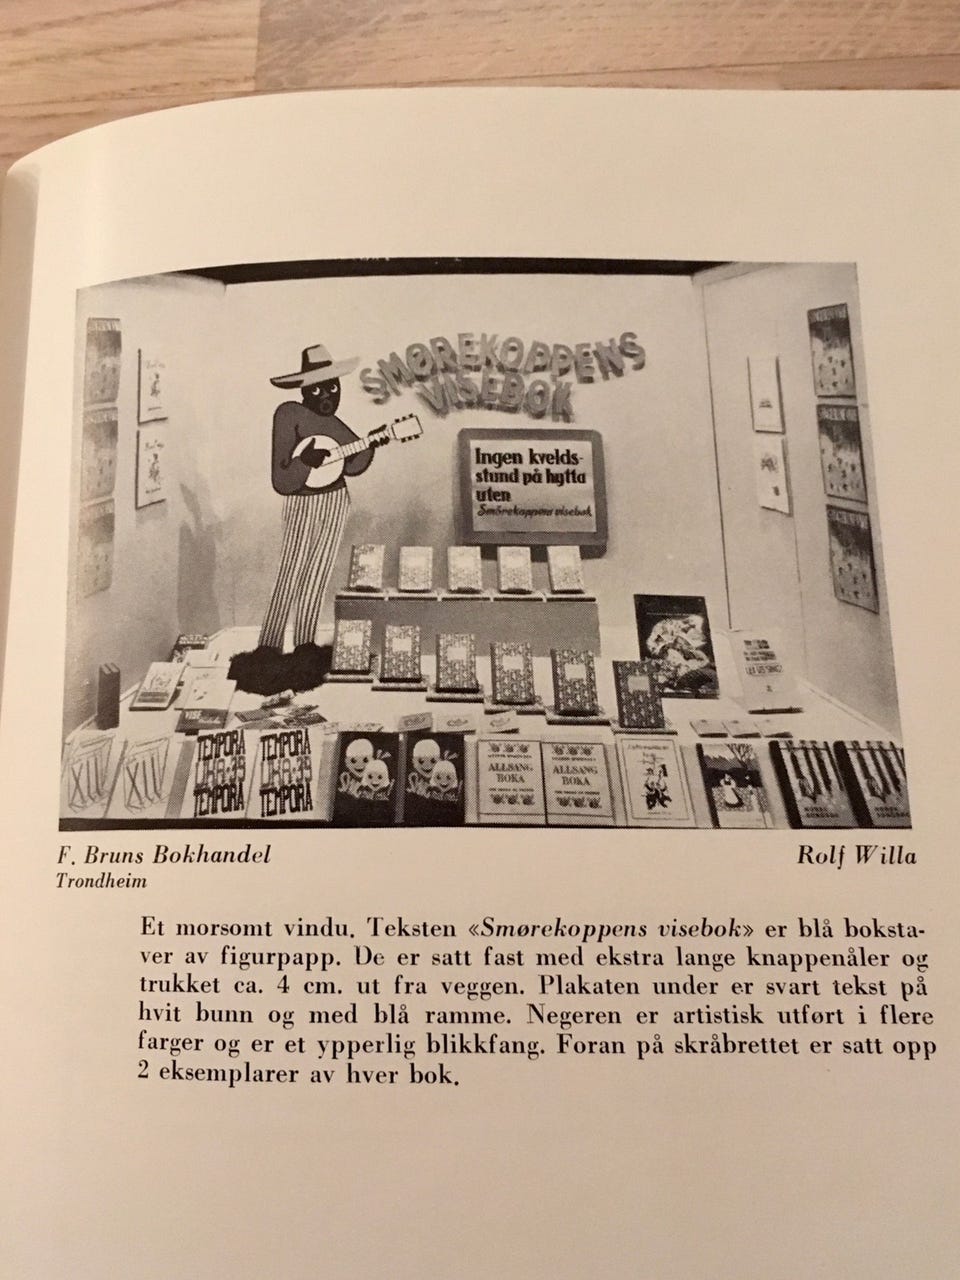 SMØREKOPPENS
VISEBOK
Ingen kvelds-
stund på hytta
uten
Smørekoppens visebok
TEMPORA
TEMPORA
TEMPORA
TEMPORA
ALLSANG
BOKA
ALLSANG
BOKA
F. Bruns Bokhandel
Rolf Willa
Trondheim
Et morsomt vindu. Teksten «Smørekoppens visebok» er blå boksta-
ver av figurpapp. De er satt fast med ekstra lange knappenåler og
trukket ca. 4 cm. ut fra veggen. Plakaten under er svart tekst på
hvit bunn og med blå ramme. Negeren er artistisk utført i flere
farger og er et ypperlig blikkfang. Foran på skråbrettet er satt opp
2 eksemplarer av hver bok.